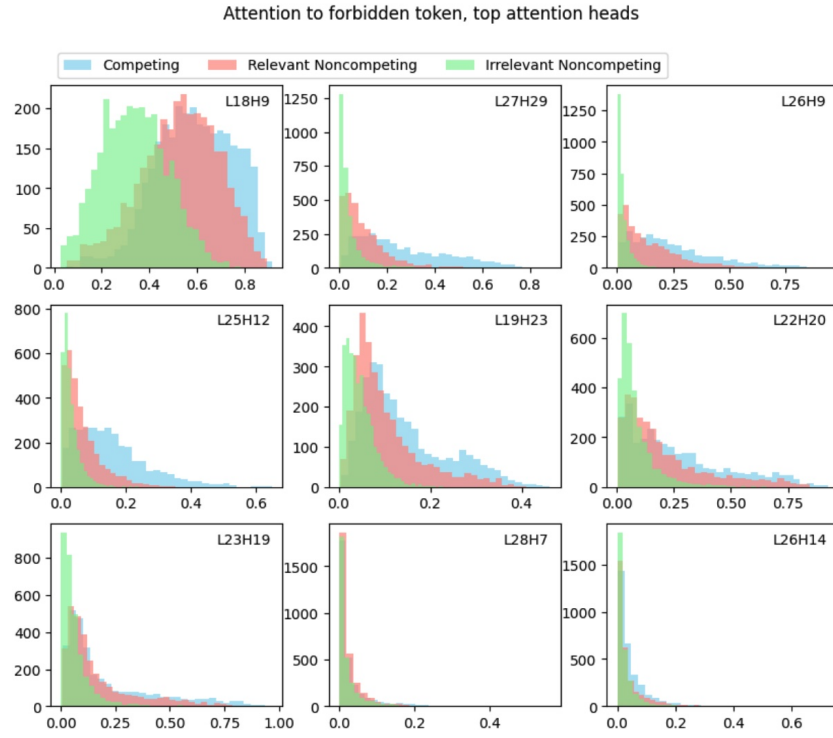 Attention to forbidden token, top attention heads
Competing Relevant Noncompeting Irrelevant Noncompeting
L18H9
200
150
100
50
0
0.0 0.2 0.4 0.6 0.8
L27H29
1250
1000
750
500
250
0
0.0 0.2 0.4 0.6 0.8
L26H9
1250
1000
750
500
250
0
0.00 0.25 0.50 0.75
L25H12
800
600
400
200
0
0.0 0.2 0.4 0.6
L19H23
400
300
200
100
0
0.0 0.2 0.4
L22H20
600
400
200
0
0.00 0.25 0.50 0.75
L23H19
800
600
400
200
0
0.00 0.25 0.50 0.75 1.00
L28H7
1500
1000
500
0
0.0 0.2 0.4
L26H14
1500
1000
500
0
0.0 0.2 0.4 0.6